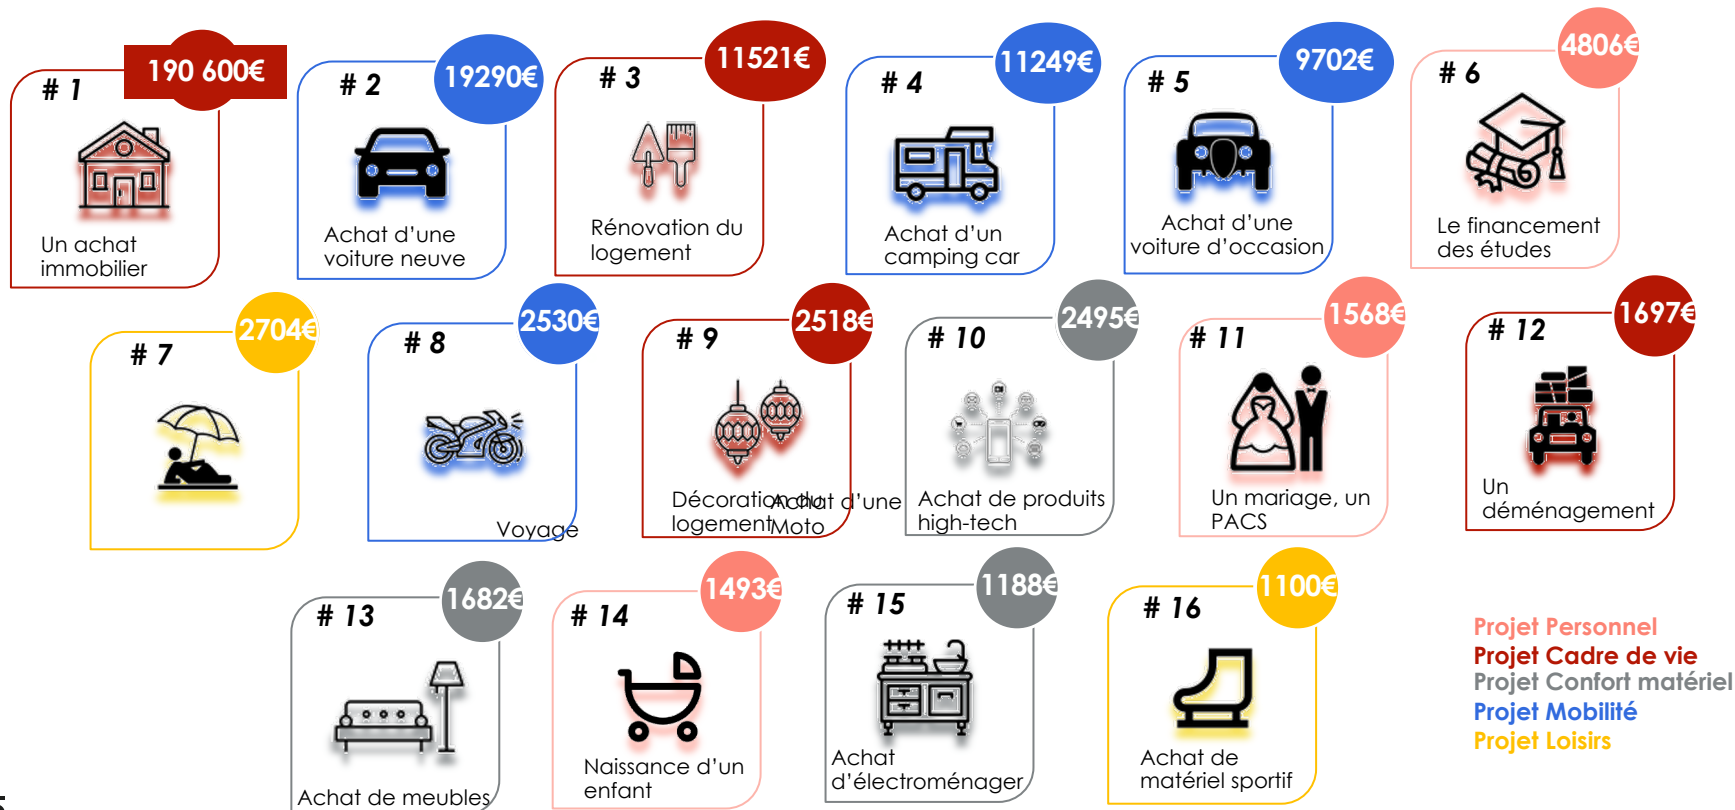 # 1
190 600€
Un achat
immobilier
# 2
19290€
Achat d’une
voiture neuve
# 3
11521€
Rénovation du
logement
# 4
11249€
Achat d’un
camping car
# 5
9702€
Achat d’une
voiture d’occasion
# 6
4806€
Le financement
des études
# 7
2704€
# 8
2530€
Voyage
# 9
2518€
Décoration du
logement
Achat d’une
Moto
# 10
2495€
Achat de produits
high-tech
# 11
1568€
Un mariage, un
PACS
# 12
1697€
Un
déménagement
# 13
1682€
Achat de meubles
# 14
1493€
Naissance d’un
enfant
# 15
1188€
Achat
d’électroménager
# 16
1100€
Achat de
matériel sportif
Projet Personnel
Projet Cadre de vie
Projet Confort matériel
Projet Mobilité
Projet Loisirs